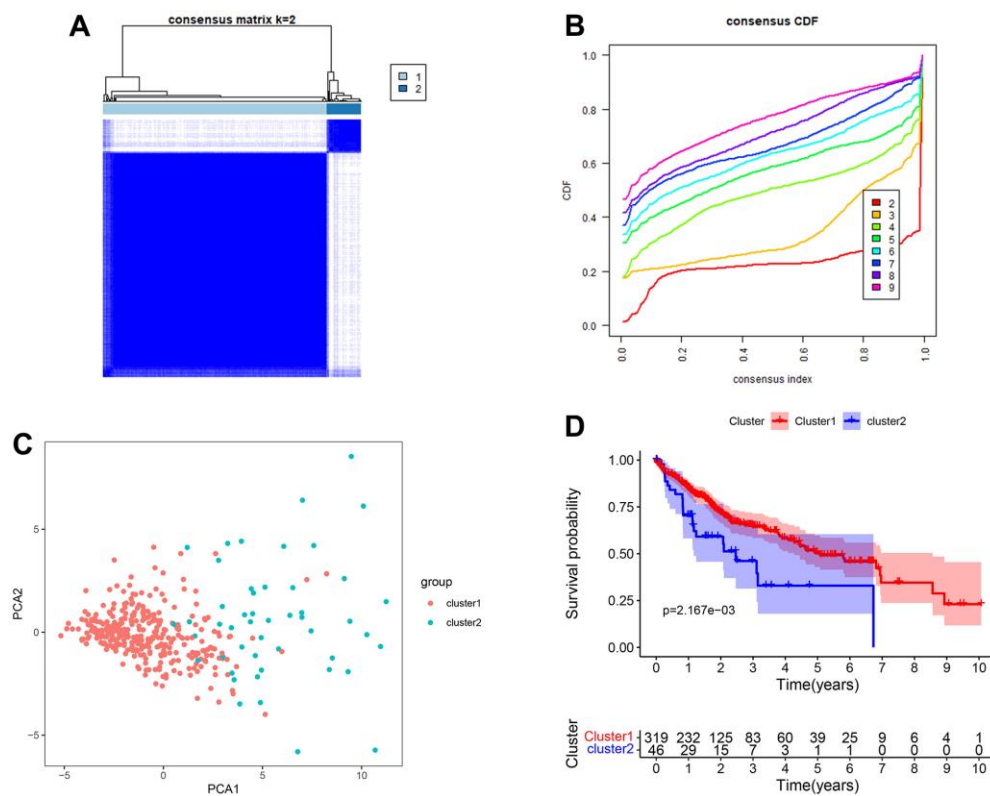 A
consensus matrix k=2
1
2
B
consensus CDF
1.0
0.8
0.6
0.4
0.2
0.0
CDF
2
3
4
5
6
7
8
9
0.0 0.2 0.4 0.6 0.8 1.0
consensus index
C
5
0
−5
PCA2
−5 0 5 10
PCA1
group
cluster1
cluster2
D
Cluster Cluster1 cluster2
1.00
0.75
0.50
0.25
0.00
Survival probability
p=2.167e−03
0 1 2 3 4 5 6 7 8 9 10
Time(years)
Cluster
Cluster1 319 232 125 83 60 39 25 9 6 4 1
cluster2 46 29 15 7 3 1 1 0 0 0 0
0 1 2 3 4 5 6 7 8 9 10
Time(years)